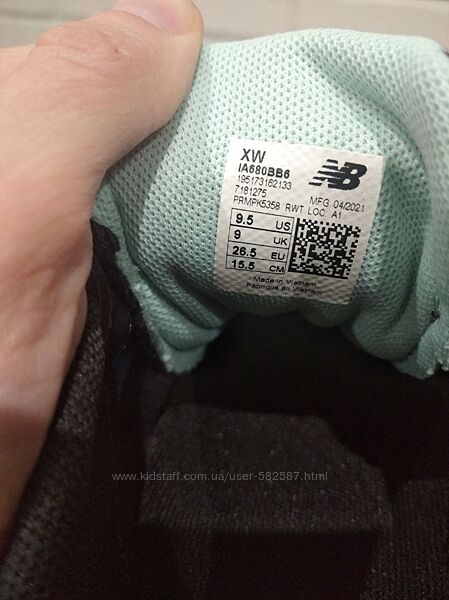 XW
IA680BB6
195173162133
7181275
MFG 04/2021
PRMPK5358 RWT LOC A1
NB
9.5 US
9 UK
26.5 EU
15.5 CM
Made in Vietnam
Fabriqué au Vietnam
www.kidstaff.com.ua/user-582587.html